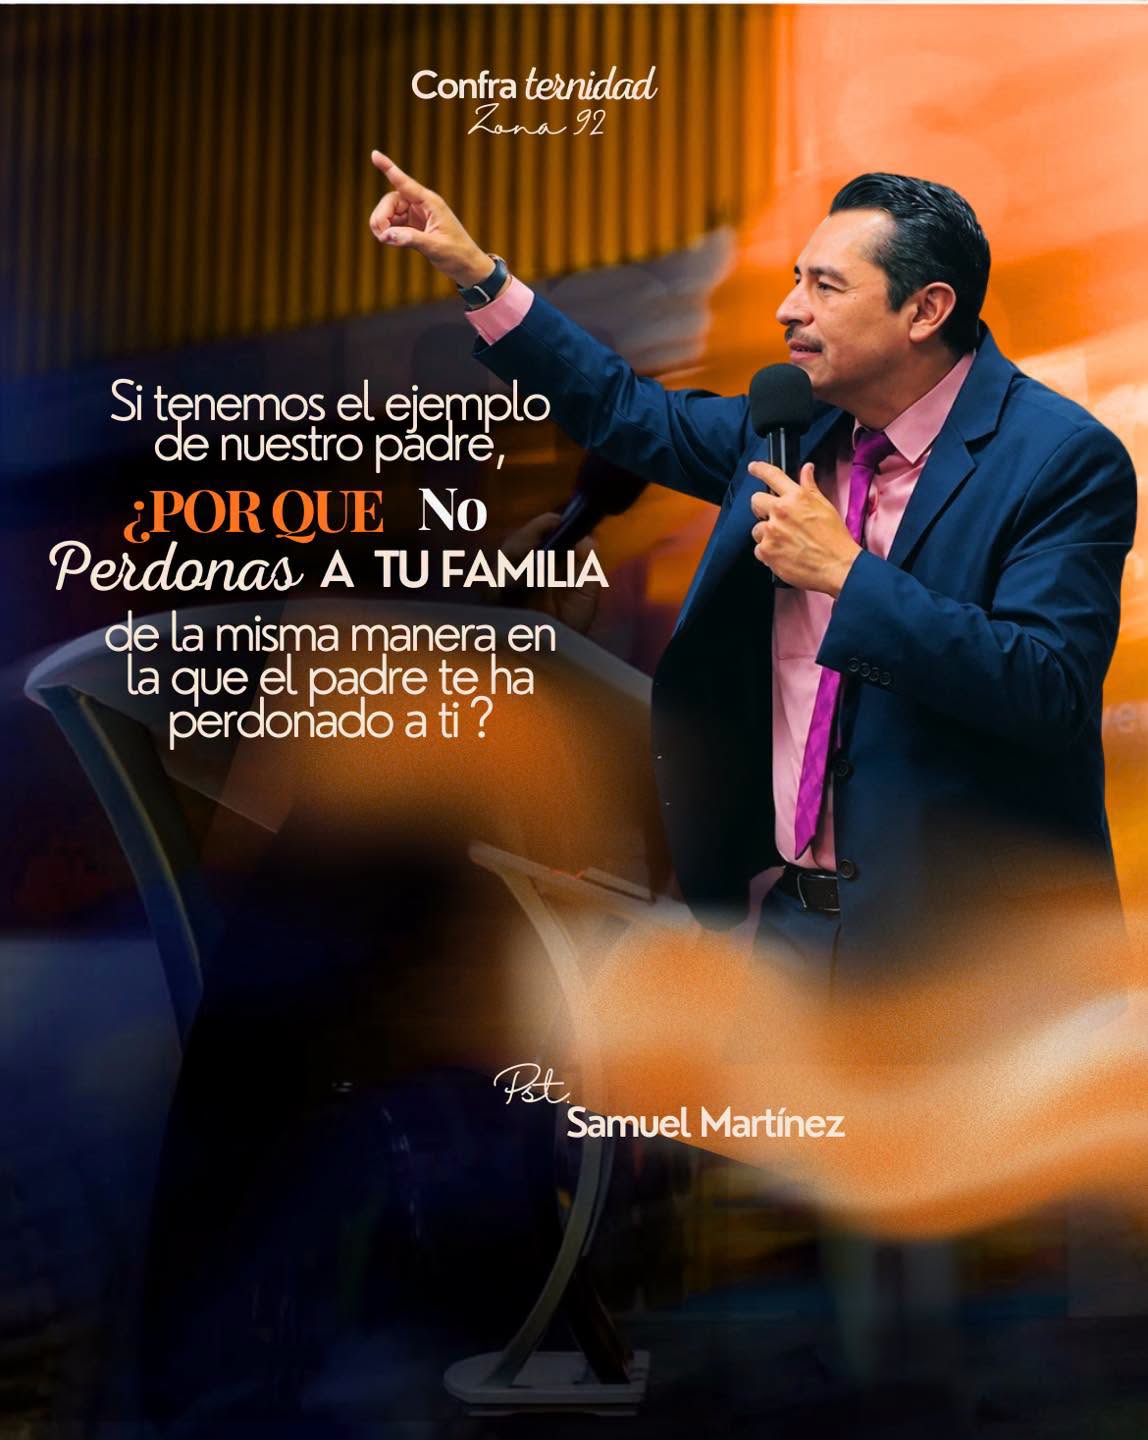 Confra ternidad
Zona 92
Si tenemos el ejemplo
de nuestro padre,
¿POR QUE No
Perdonas A TU FAMILIA
de la misma manera en
la que el padre te ha
perdonado a ti ?
Pst.
Samuel Martínez